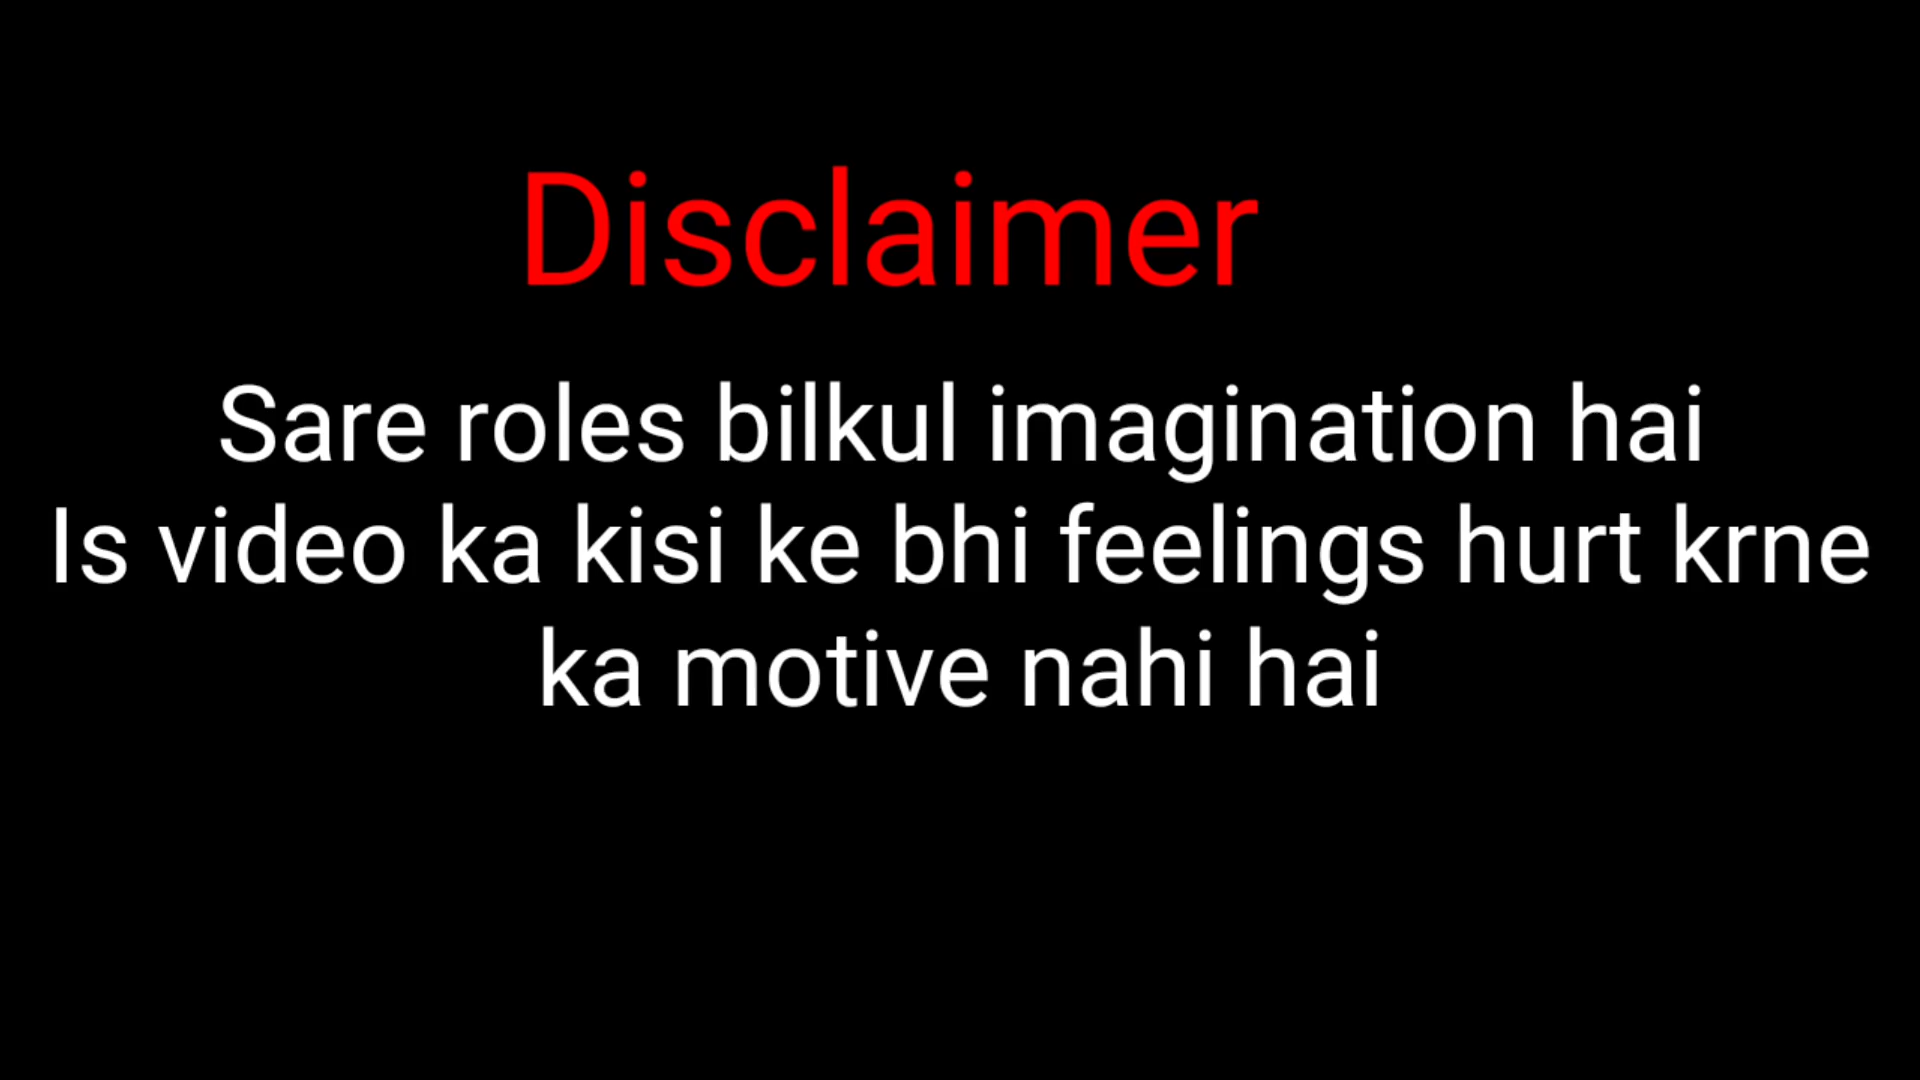 Disclaimer
Sare roles bilkul imagination hai
Is video ka kisi ke bhi feelings hurt krne
ka motive nahi hai